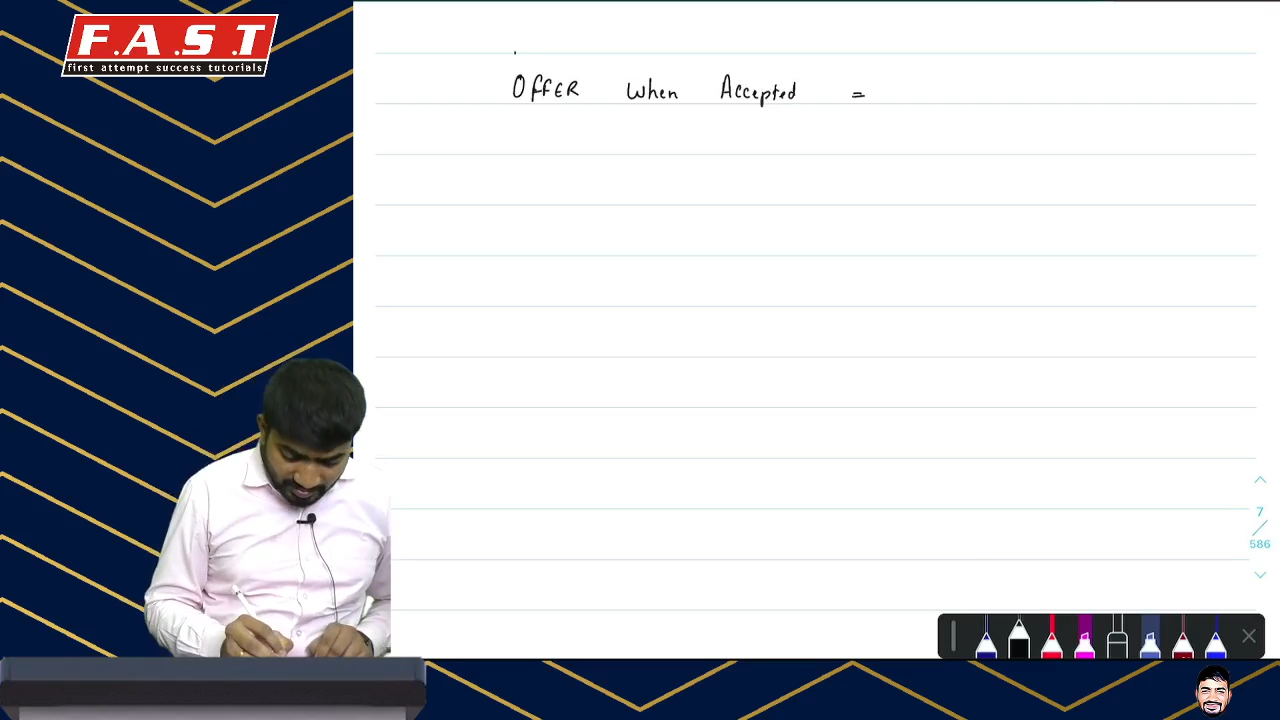 F.A.S.T
first attempt success tutorials
OFFER When Accepted =
7
586